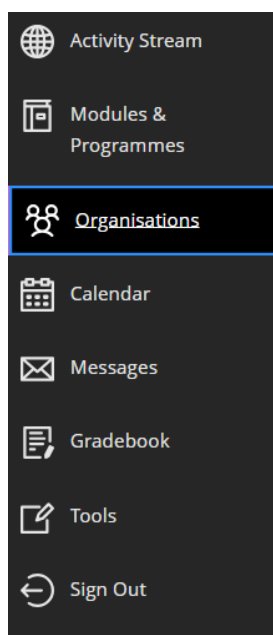 Activity Stream
Modules &
Programmes
Organisations
Calendar
Messages
Gradebook
Tools
Sign Out